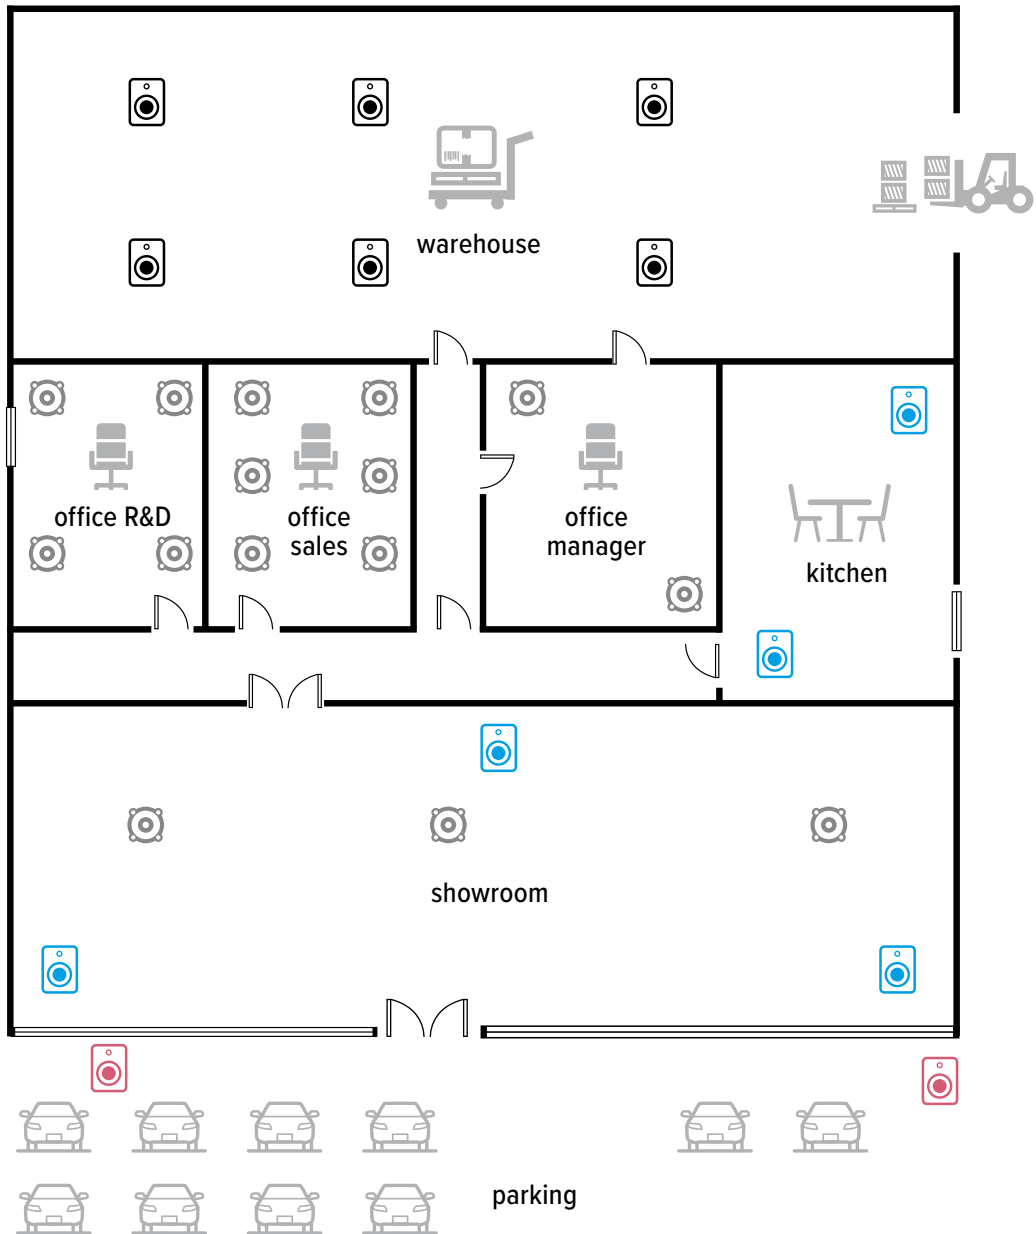 warehouse
office R&D
office
sales
office
manager
kitchen
showroom
parking